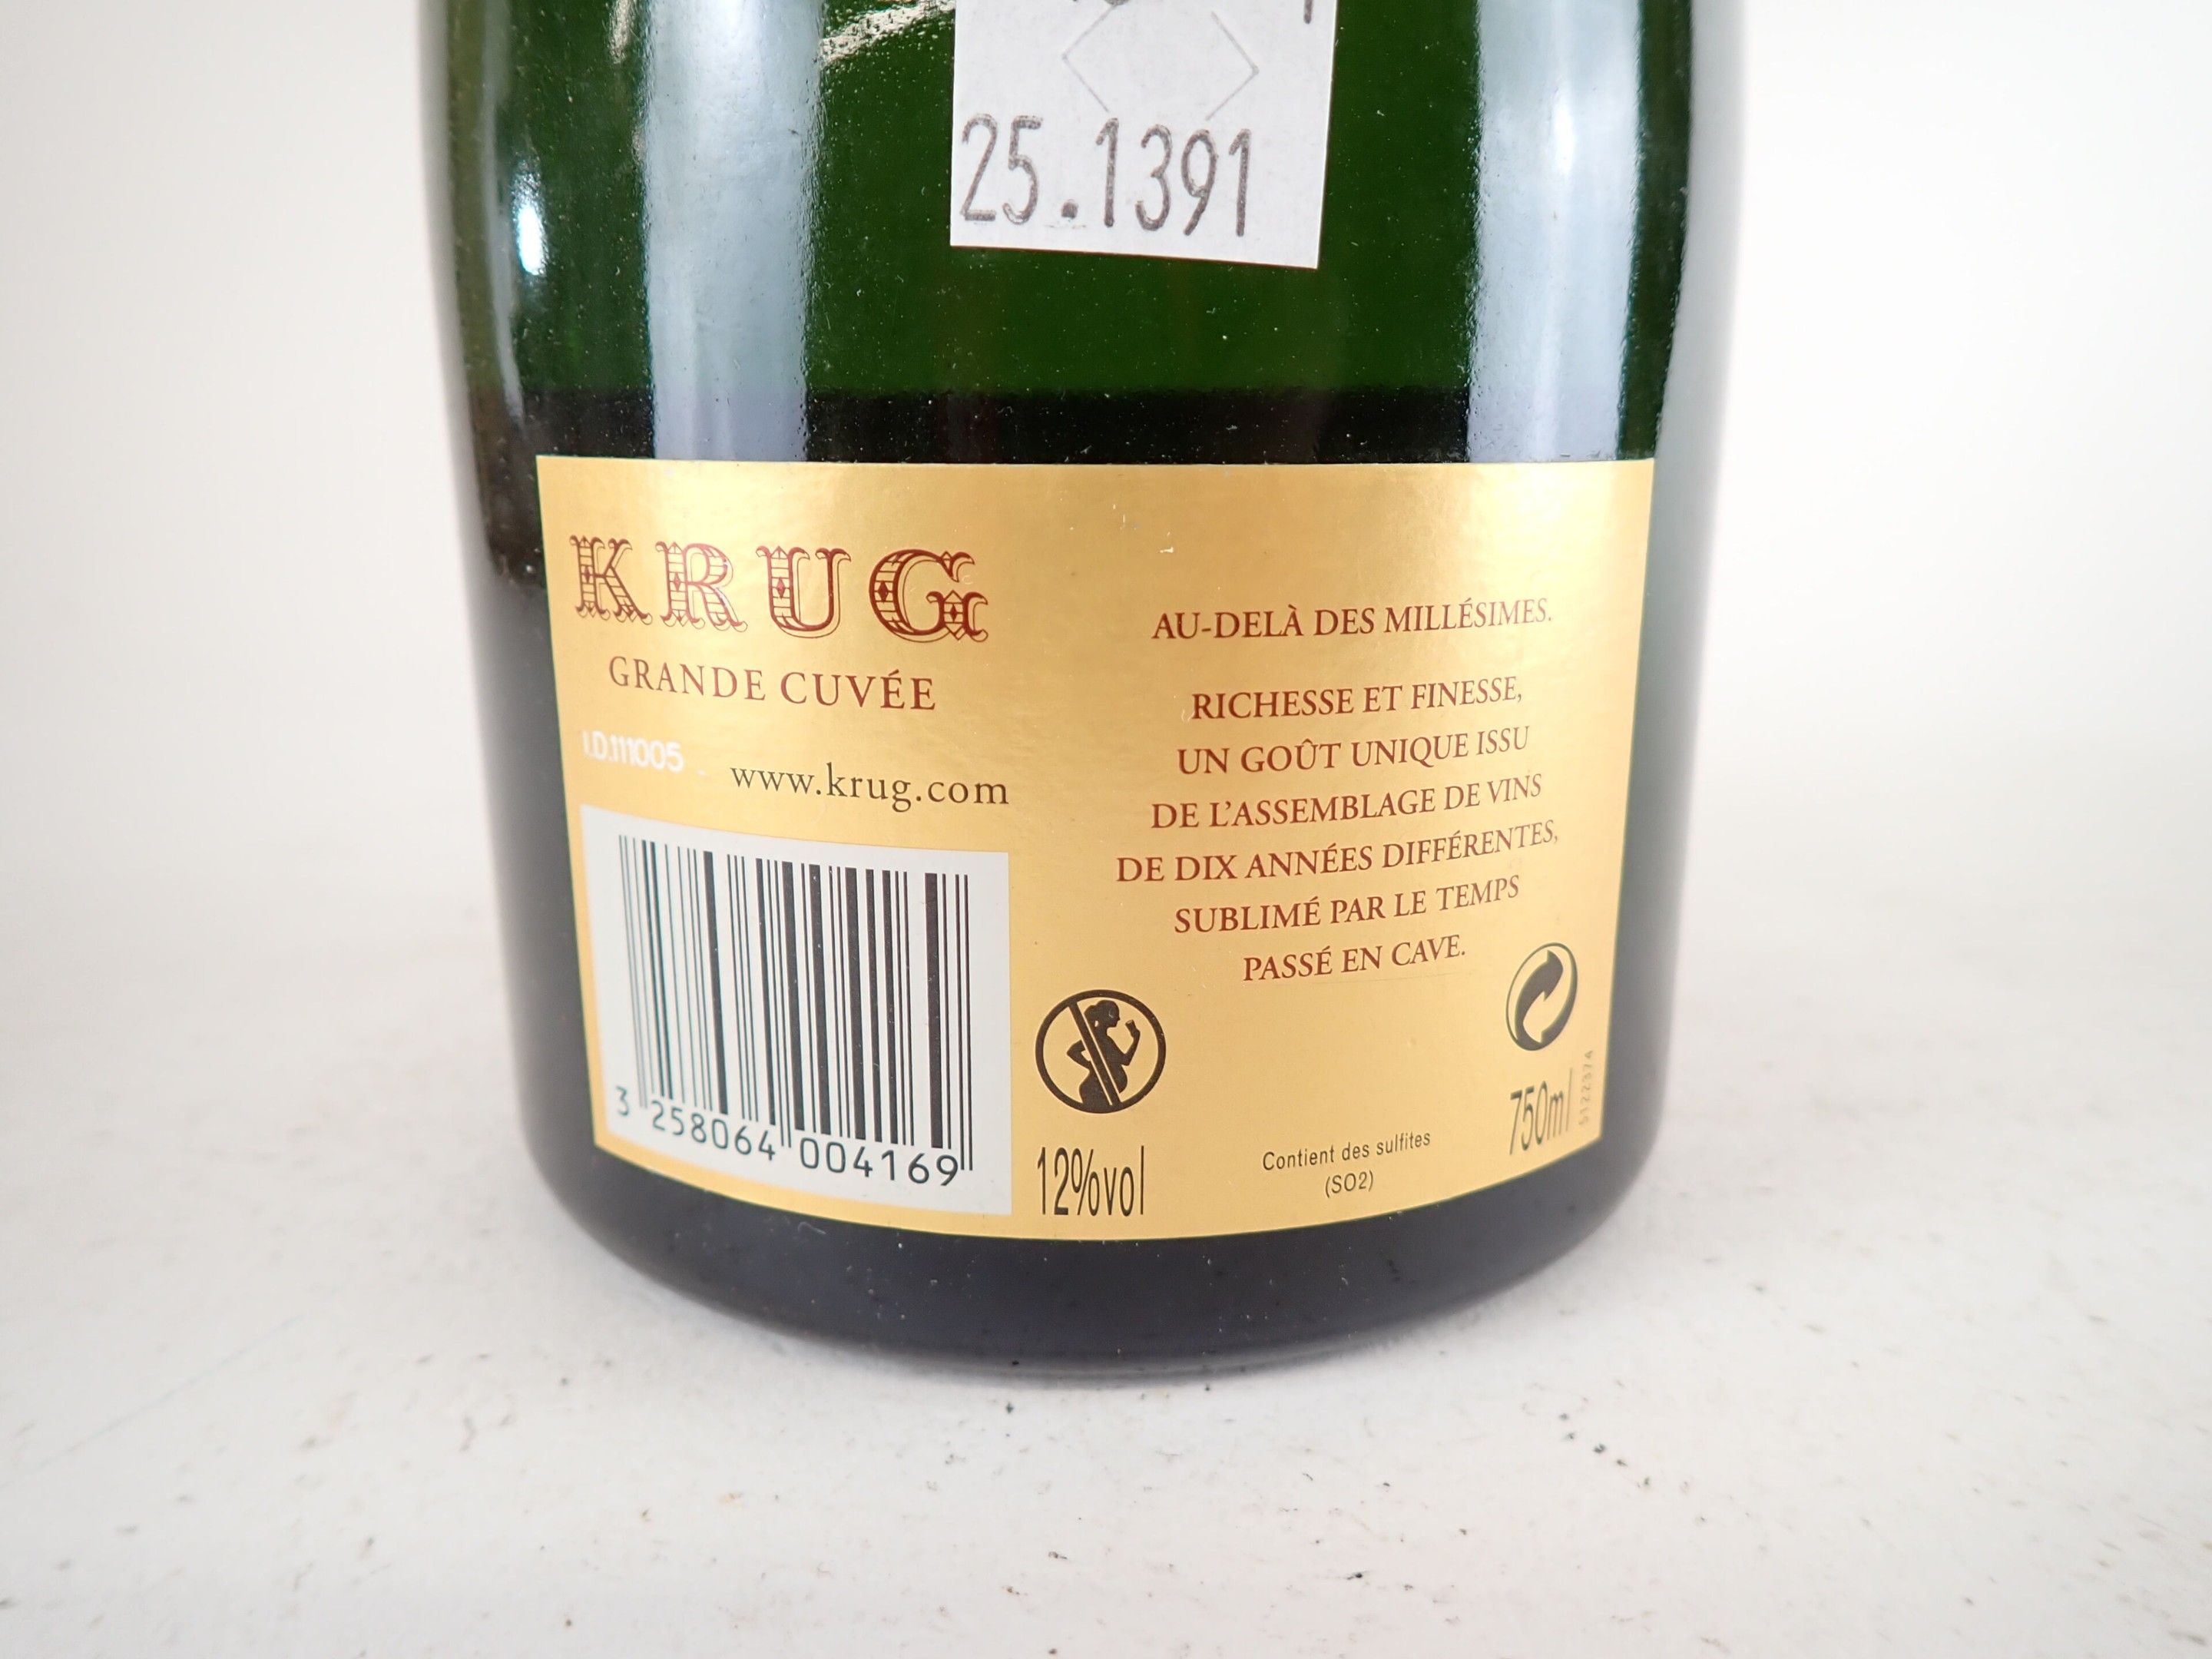 25.1391
KRUG
GRANDE CUVÉE
I.D.111005
www.krug.com
3 258064 004169
12%vol
AU-DELÀ DES MILLÉSIMES.
RICHESSE ET FINESSE,
UN GOÛT UNIQUE ISSU
DE L'ASSEMBLAGE DE VINS
DE DIX ANNÉES DIFFÉRENTES,
SUBLIMÉ PAR LE TEMPS
PASSÉ EN CAVE.
Contient des sulfites
(SO2)
750ml